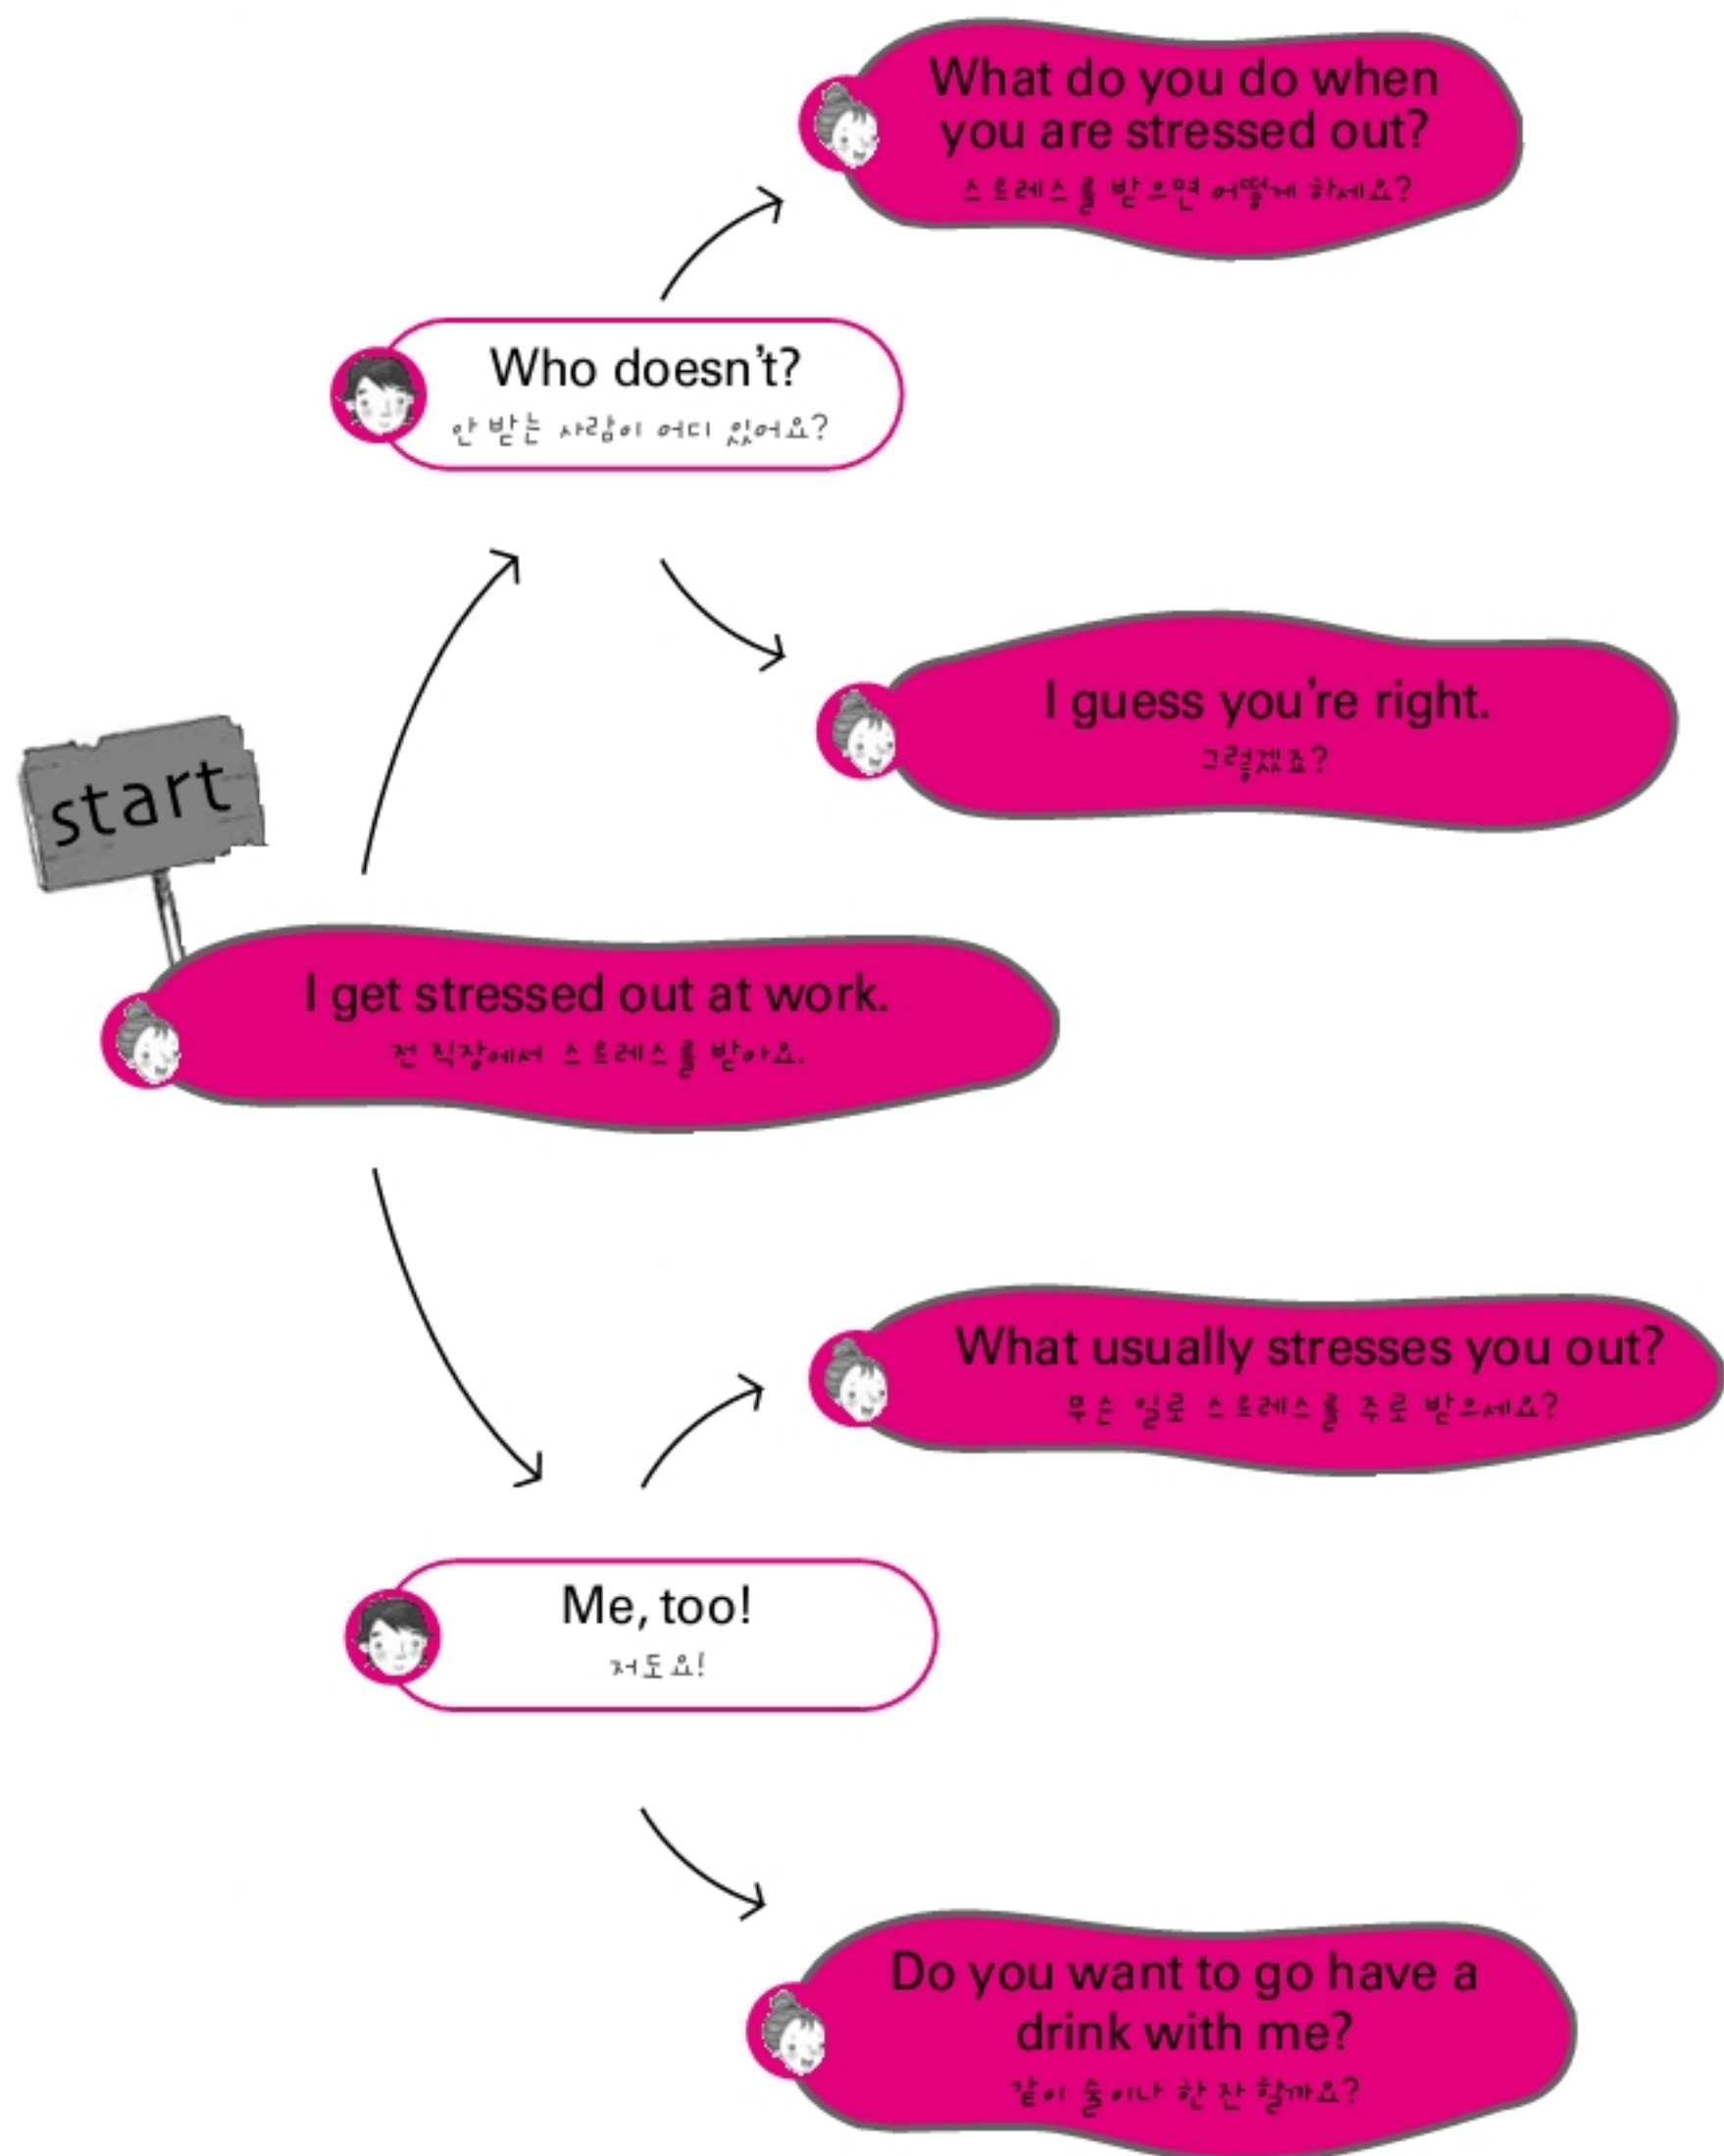 What do you do when
you are stressed out?
스트레스를 받으면 어떻게 하세요?
Who doesn't?
안 받는 사람이 어디 있어요?
I guess you're right.
그렇겠죠?
start
I get stressed out at work.
전 직장에서 스트레스를 받아요.
What usually stresses you out?
무슨 일로 스트레스를 주로 받으세요?
Me, too!
저도요!
Do you want to go have a
drink with me?
같이 술이나 한 잔 할까요?